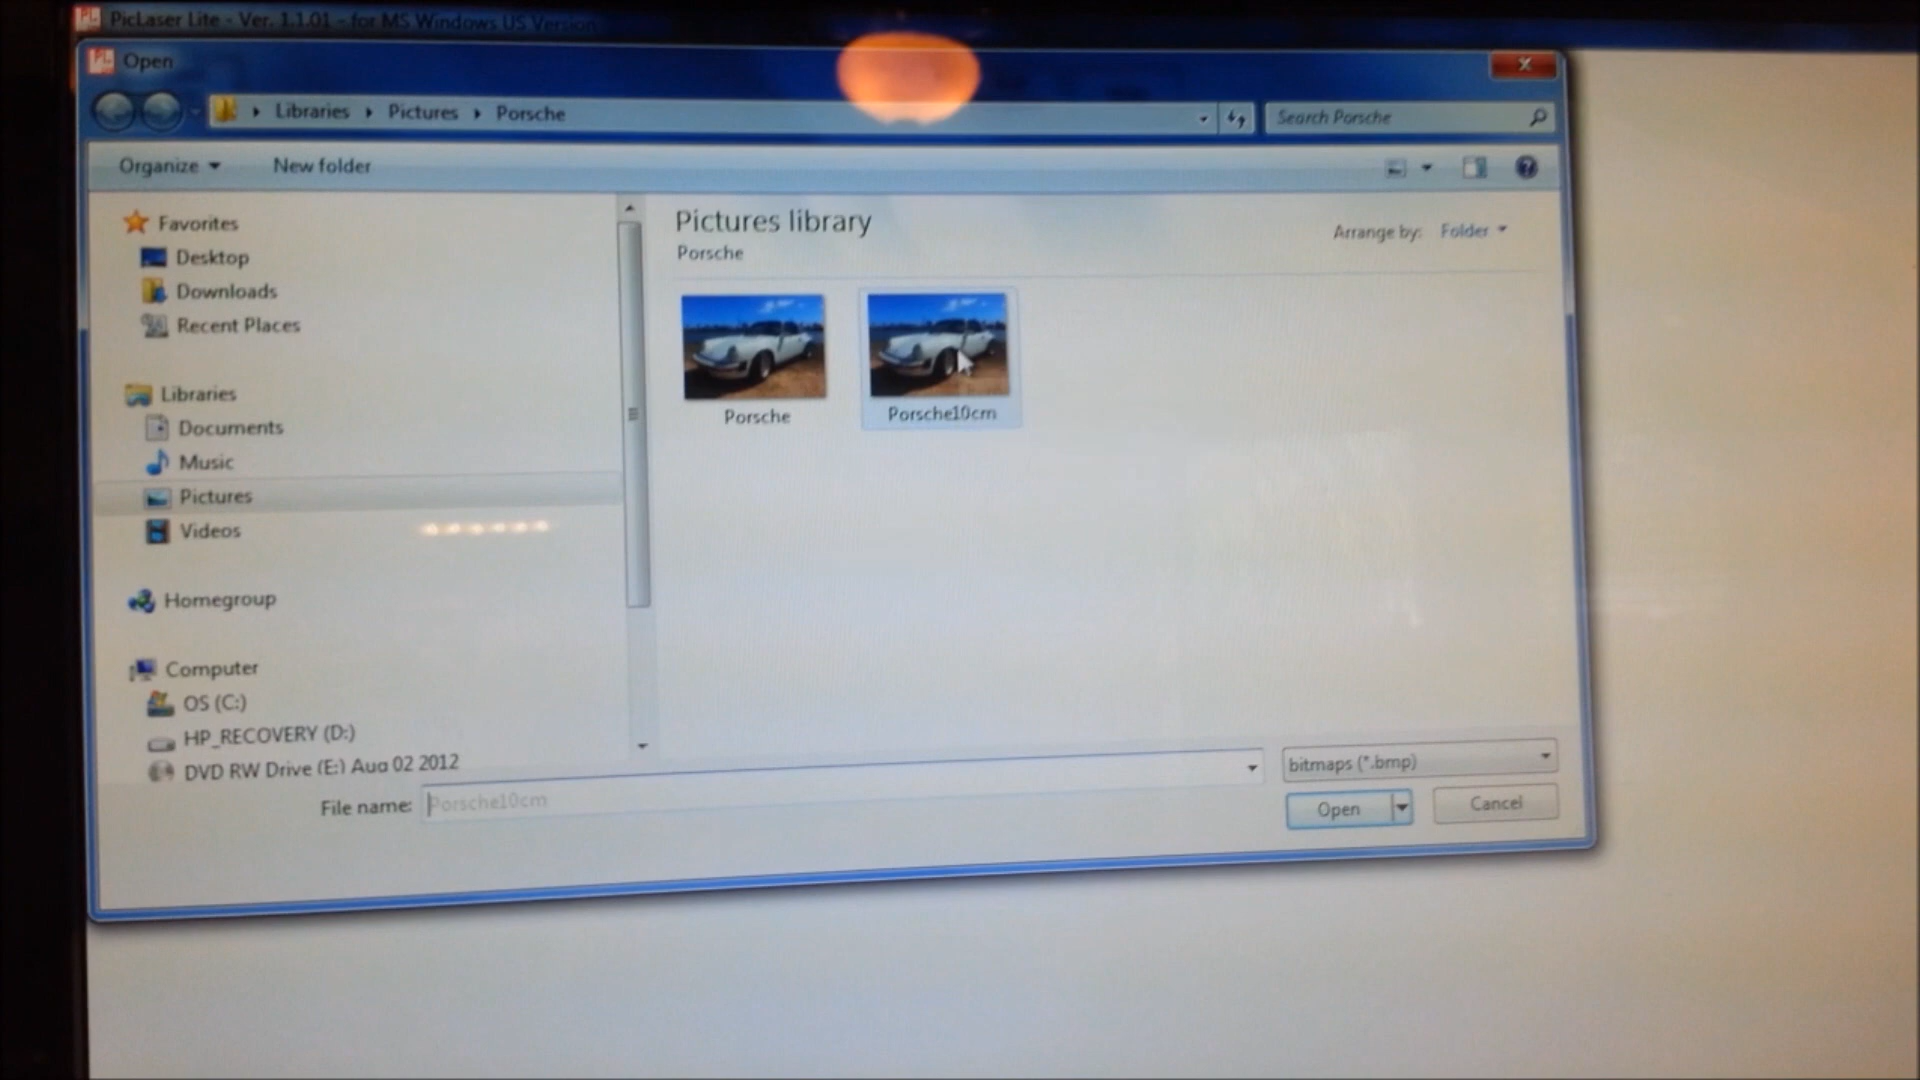 PicLaser Lite - Ver. 1.1.01 - for MS Windows US Version
Open
Libraries Pictures Porsche
Search Porsche
Organize New folder
Favorites
Desktop
Downloads
Recent Places
Libraries
Documents
Music
Pictures
Videos
Homegroup
Computer
OS (C:)
HP_RECOVERY (D:)
DVD RW Drive (E:) Aug 02 2012
Pictures library
Porsche
Arrange by: Folder
Porsche
Porsche10cm
File name: Porsche10cm
bitmaps (*.bmp)
Open Cancel